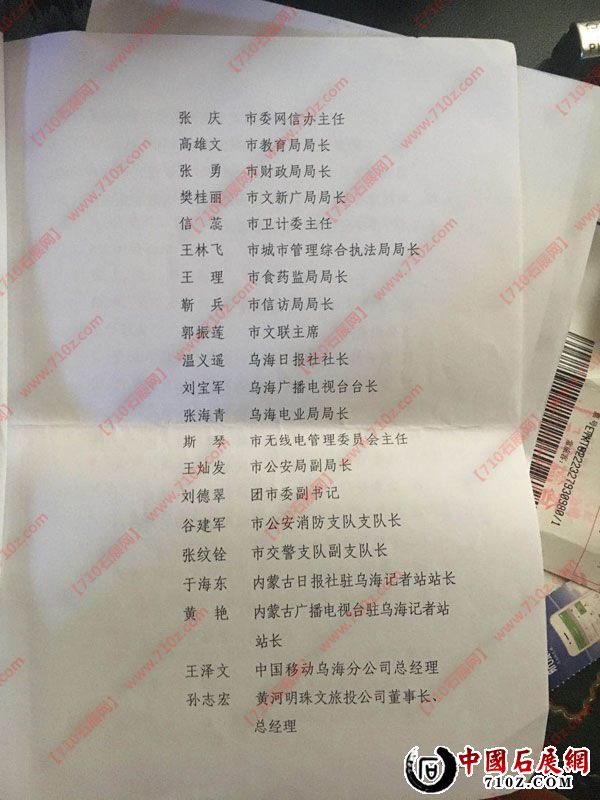 张 庆 市委网信办主任
高雄文 市教育局局长
张 勇 市财政局局长
樊桂丽 市文新广局局长
信 蕊 市卫计委主任
王林飞 市城市管理综合执法局局长
王 理 市食药监局局长
靳 兵 市信访局局长
郭振莲 市文联主席
温义遥 乌海日报社社长
刘宝军 乌海广播电视台台长
张海青 乌海电业局局长
斯 琴 市无线电管理委员会主任
王灿发 市公安局副局长
刘德翠 团市委副书记
谷建军 市公安消防支队支队长
张纹铨 市交警支队副支队长
于海东 内蒙古日报社驻乌海记者站站长
黄 艳 内蒙古广播电视台驻乌海记者站
站长
王泽文 中国移动乌海分公司总经理
孙志宏 黄河明珠文旅投公司董事长、
总经理
【710石展网】 www.710z.com
中國石展網
710Z.COM